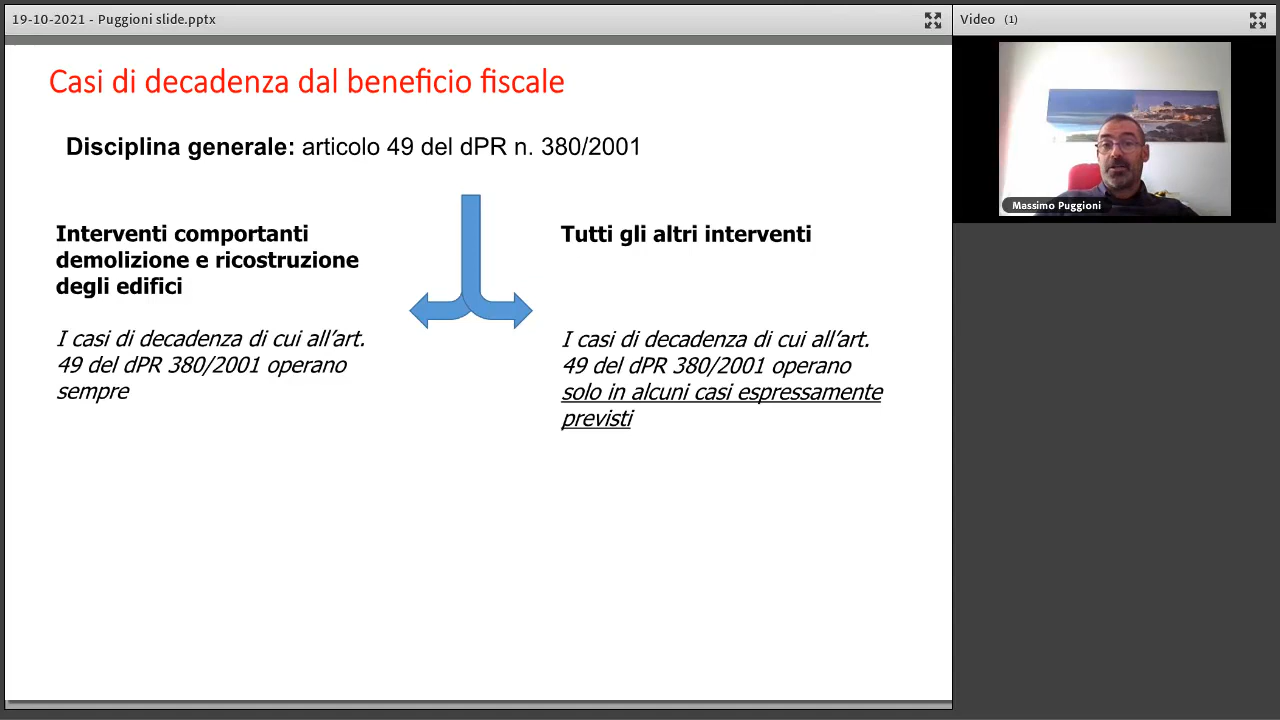 19-10-2021 - Puggioni slide.pptx
Video (1)
Casi di decadenza dal beneficio fiscale
Disciplina generale: articolo 49 del dPR n. 380/2001
Interventi comportanti
demolizione e ricostruzione
degli edifici
I casi di decadenza di cui all'art.
49 del dPR 380/2001 operano
sempre
Tutti gli altri interventi
I casi di decadenza di cui all'art.
49 del dPR 380/2001 operano
solo in alcuni casi espressamente
previsti
Massimo Puggioni